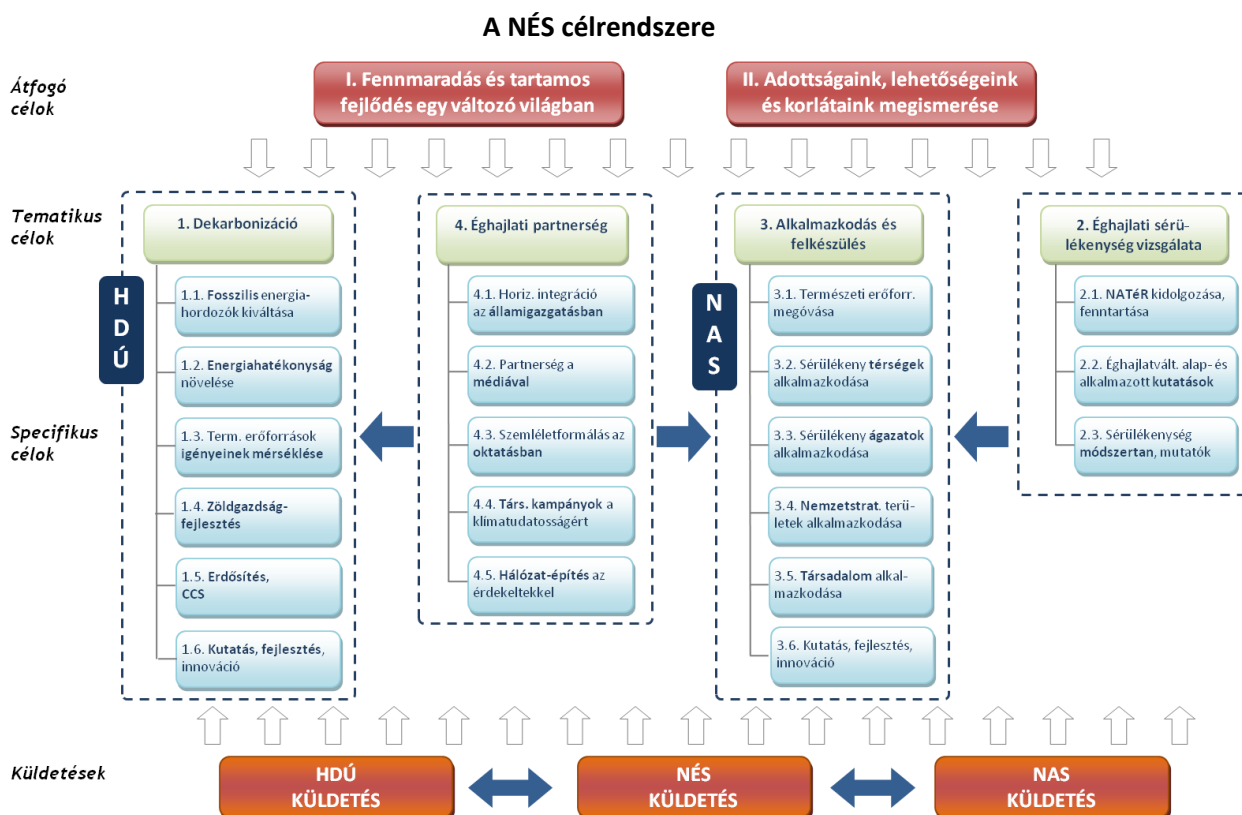 A NÉS célrendszere
Átfogó
célok
I. Fennmaradás és tartamos
fejlődés egy változó világban
II. Adottságaink, lehetőségeink
és korlátaink megismerése
Tematikus
célok
HDÚ
1. Dekarbonizáció
1.1. Fosszilis energia-
hordozók kiváltása
1.2. Energiahatékonyság
növelése
1.3. Term. erőforrások
igényeinek mérséklése
1.4. Zöldgazdság-
fejlesztés
1.5. Erdősítés,
CCS
1.6. Kutatás, fejlesztés,
innováció
4. Éghajlati partnerség
4.1. Horiz. integráció
az államigazgatásban
4.2. Partnerség a
médiával
4.3. Szemléletformálás az
oktatásban
4.4. Társ. kampányok a
klímatudatosságért
4.5. Hálózat-építés az
érdekeltekkel
NAS
3. Alkalmazkodás és
felkészülés
3.1. Természeti erőforr.
megóvása
3.2. Sérülékeny térségek
alkalmazkodása
3.3. Sérülékeny ágazatok
alkalmazkodása
3.4. Nemzetstrat. terü-
letek alkalmazkodása
3.5. Társadalom alkal-
mazkodása
3.6. Kutatás, fejlesztés,
innováció
2. Éghajlati sérü-
lékenység vizsgálata
2.1. NATéR kidolgozása,
fenntartása
2.2. Éghajlatvált. alap- és
alkalmazott kutatások
2.3. Sérülékenység
módszertan, mutatók
Specifikus
célok
Küldetések
HDÚ
KÜLDETÉS
NÉS
KÜLDETÉS
NAS
KÜLDETÉS